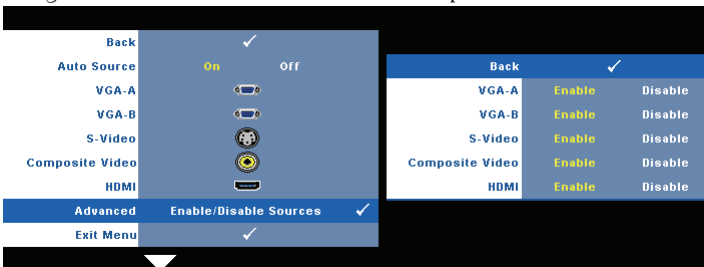 Back ✓
Auto Source On Off
VGA-A
VGA-B
S-Video
Composite Video
HDMI
Advanced Enable/Disable Sources ✓
Exit Menu ✓
Back ✓
VGA-A Enable Disable
VGA-B Enable Disable
S-Video Enable Disable
Composite Video Enable Disable
HDMI Enable Disable